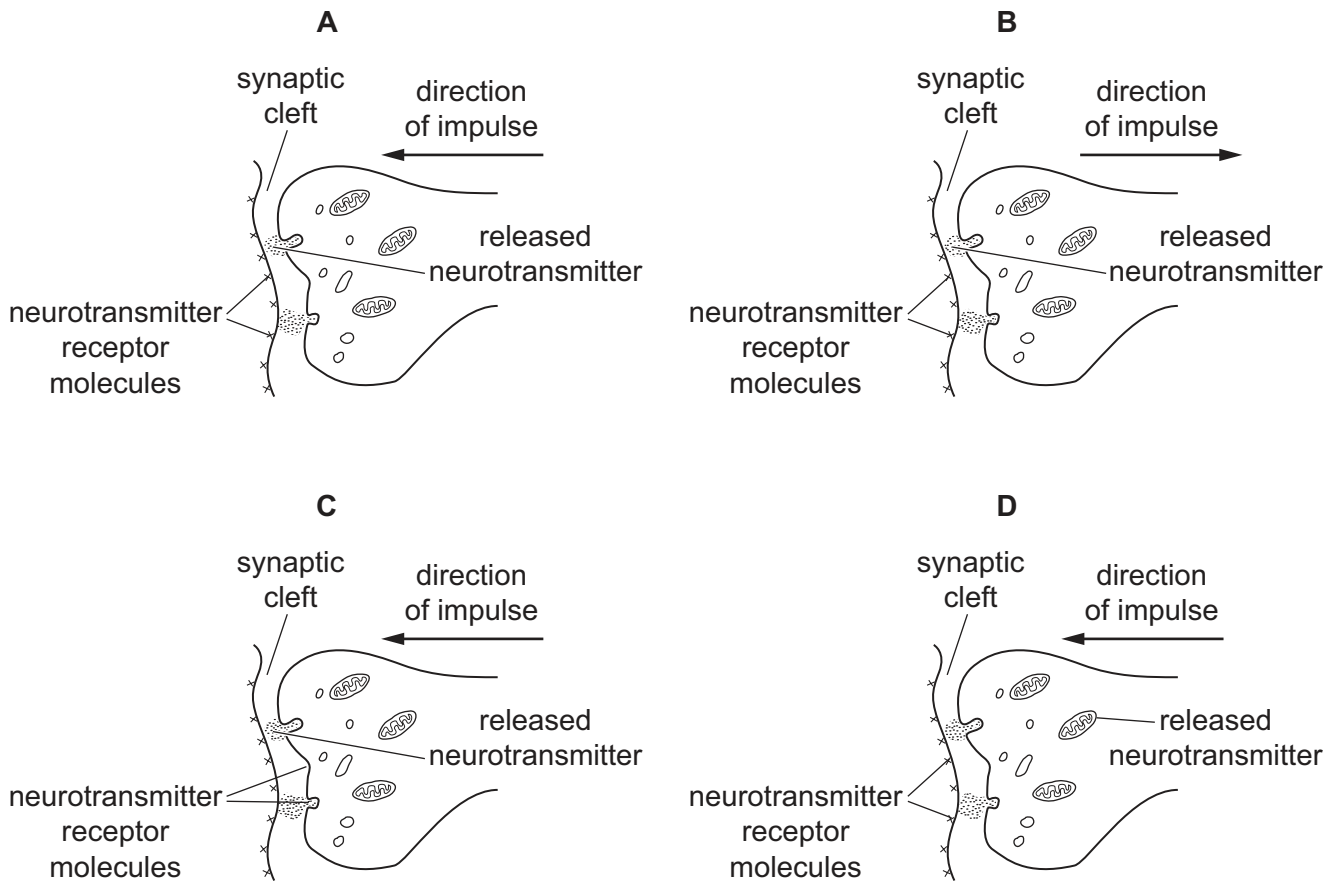 A
synaptic
cleft
direction
of impulse
released
neurotransmitter
neurotransmitter
receptor
molecules
B
synaptic
cleft
direction
of impulse
released
neurotransmitter
neurotransmitter
receptor
molecules
C
synaptic
cleft
direction
of impulse
released
neurotransmitter
neurotransmitter
receptor
molecules
D
synaptic
cleft
direction
of impulse
released
neurotransmitter
neurotransmitter
receptor
molecules